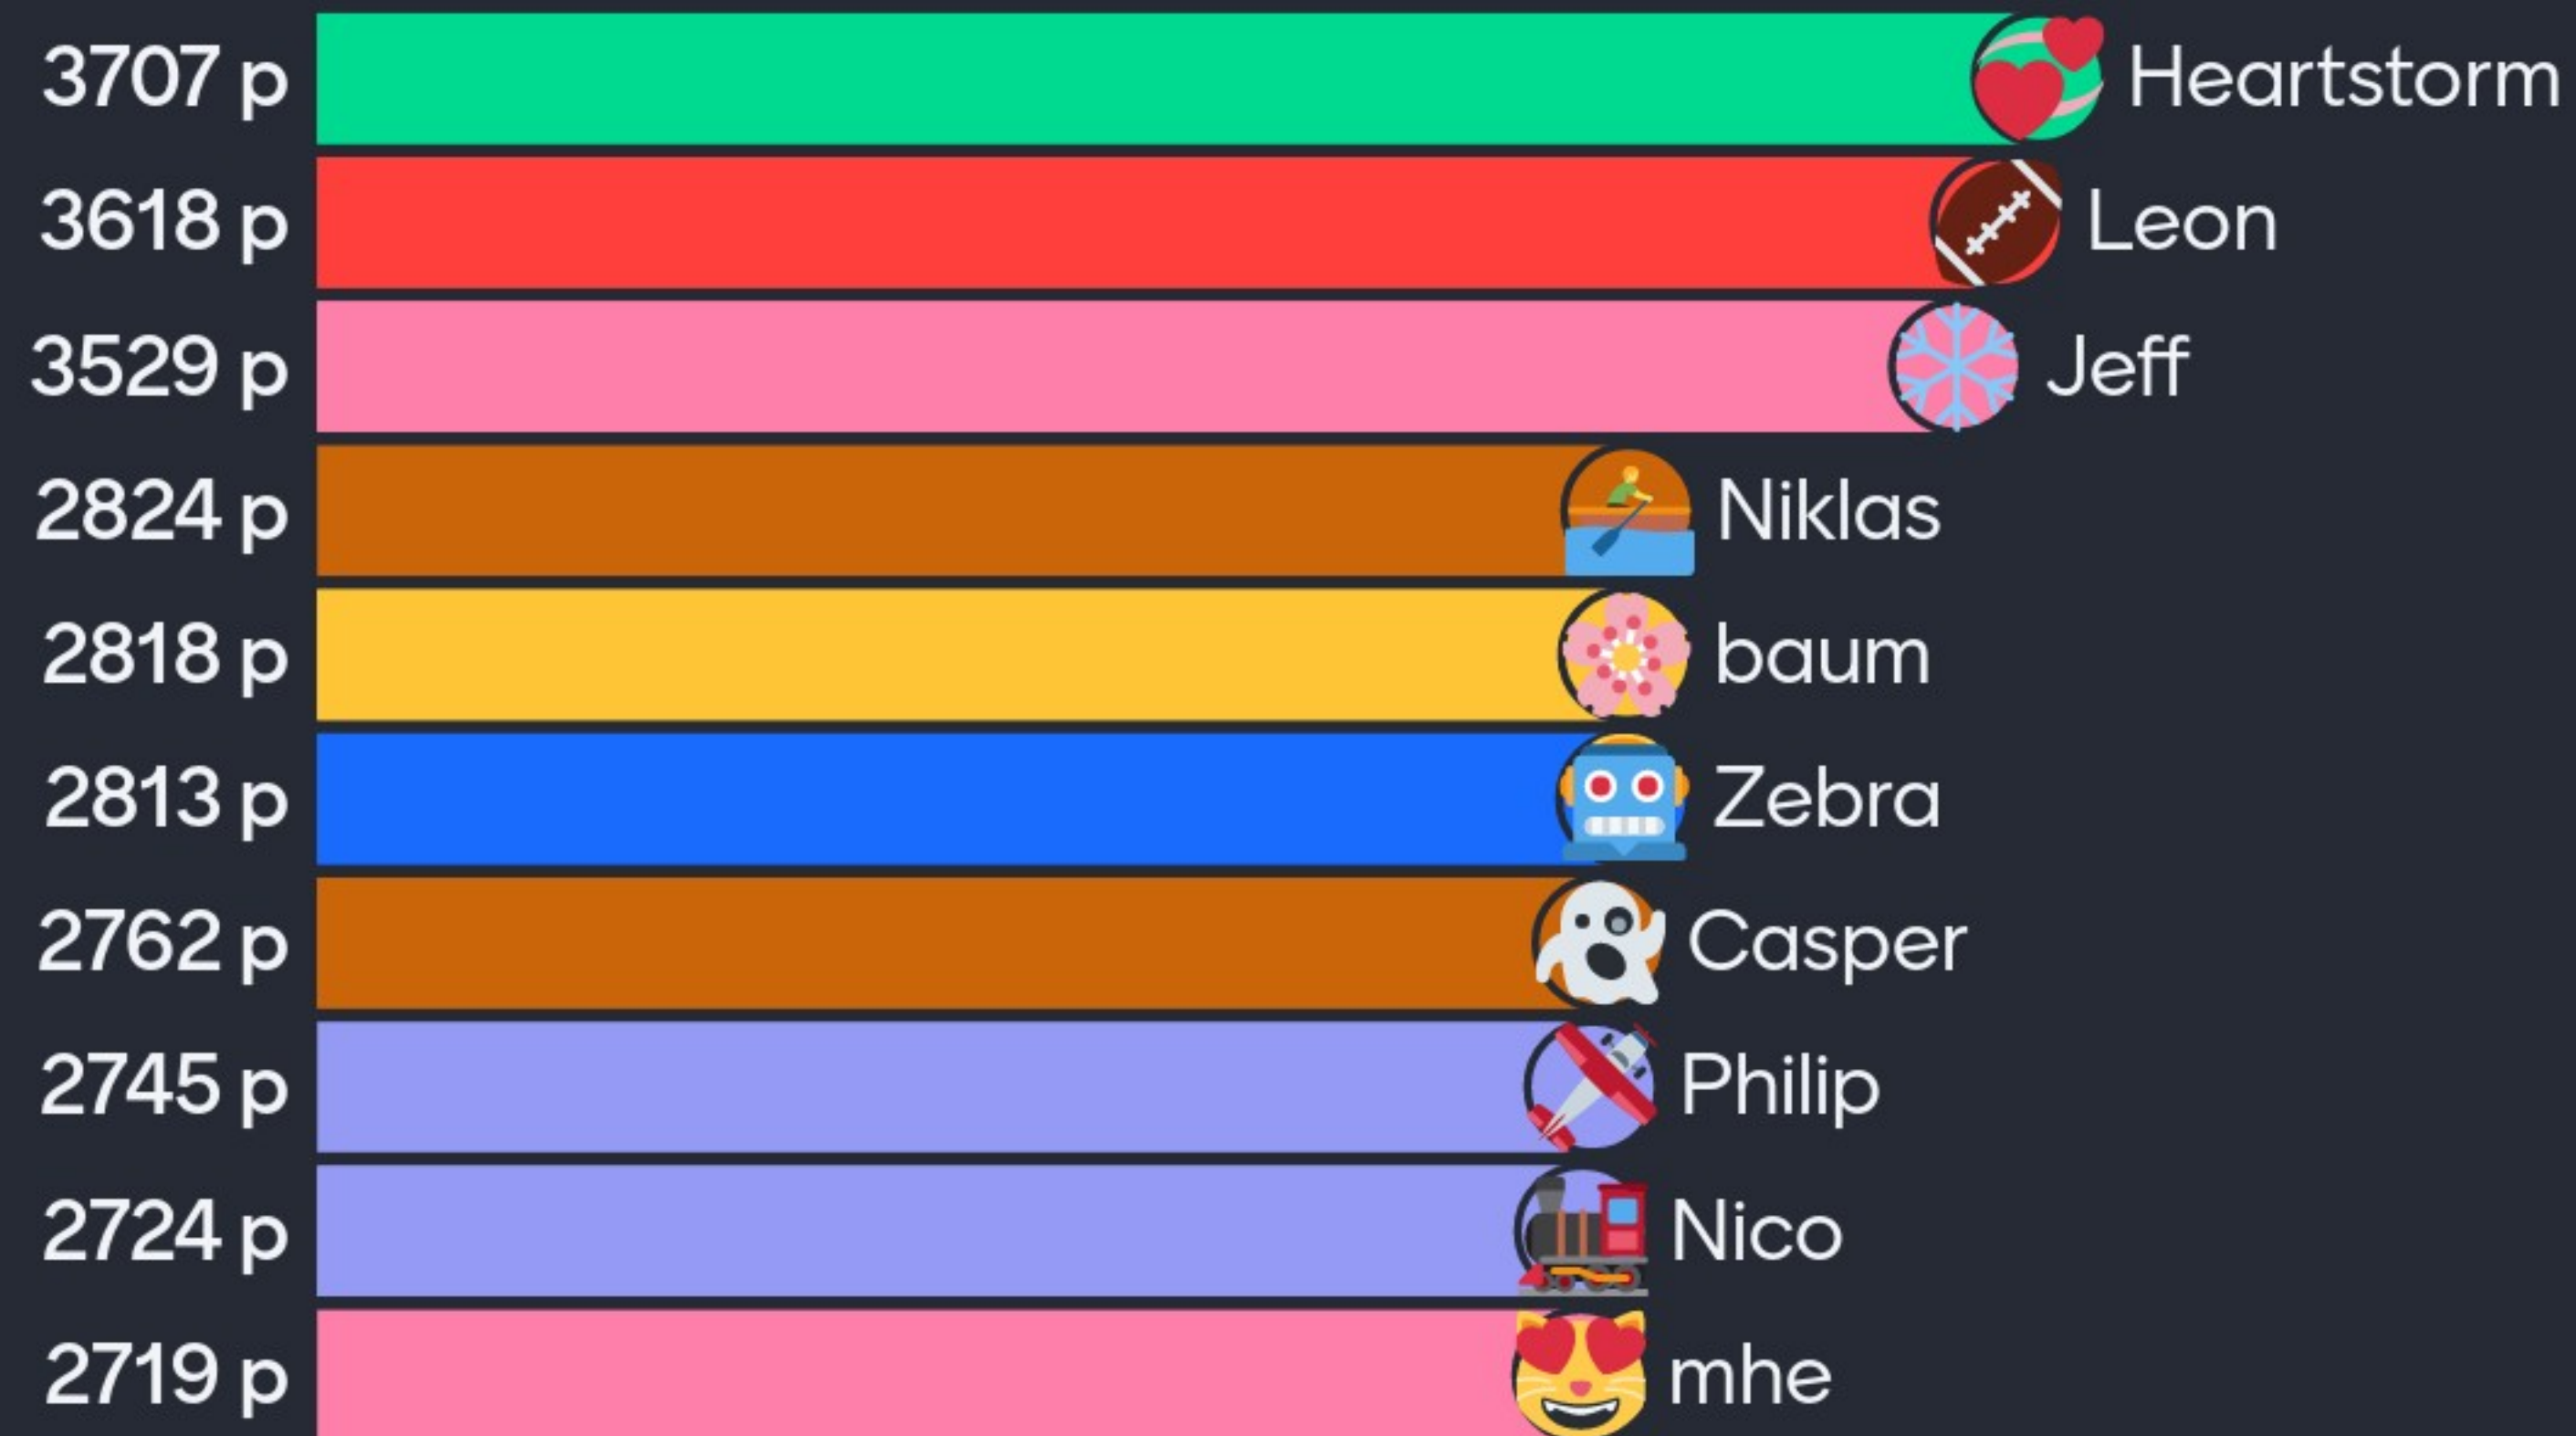 3707 p Heartstorm
3618 p Leon
3529 p Jeff
2824 p Niklas
2818 p baum
2813 p Zebra
2762 p Casper
2745 p Philip
2724 p Nico
2719 p mhe